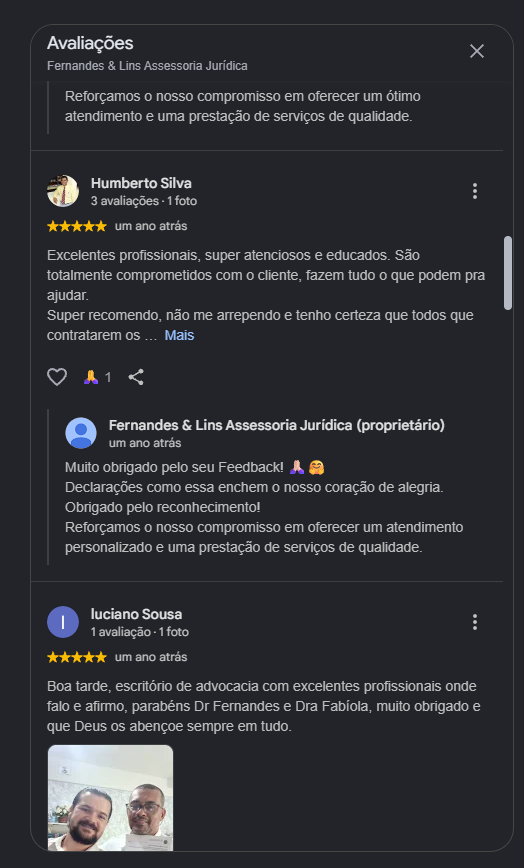 Avaliações
Fernandes & Lins Assessoria Jurídica
Reforçamos o nosso compromisso em oferecer um ótimo
atendimento e uma prestação de serviços de qualidade.
Humberto Silva
3 avaliações · 1 foto
um ano atrás
Excelentes profissionais, super atenciosos e educados. São
totalmente comprometidos com o cliente, fazem tudo o que podem pra
ajudar.
Super recomendo, não me arrependo e tenho certeza que todos que
contratarem os … Mais
🙏 1
Fernandes & Lins Assessoria Jurídica (proprietário)
um ano atrás
Muito obrigado pelo seu Feedback! 🙏🏻 🤗
Declarações como essa enchem o nosso coração de alegria.
Obrigado pelo reconhecimento!
Reforçamos o nosso compromisso em oferecer um atendimento
personalizado e uma prestação de serviços de qualidade.
l
luciano Sousa
1 avaliação · 1 foto
um ano atrás
Boa tarde, escritório de advocacia com excelentes profissionais onde
falo e afirmo, parabéns Dr Fernandes e Dra Fabíola, muito obrigado e
que Deus os abençoe sempre em tudo.